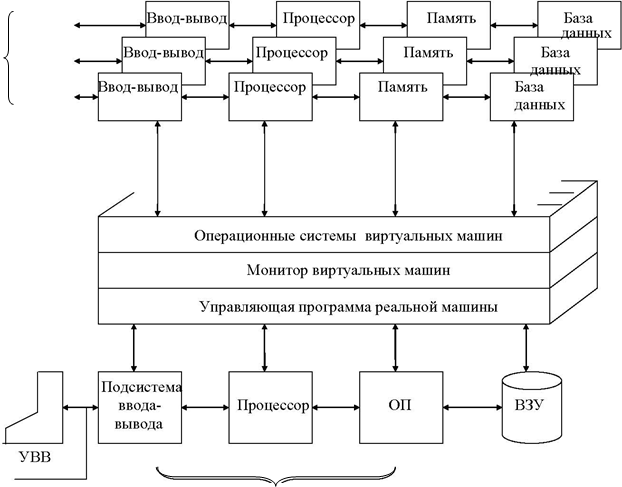 Ввод-вывод
Процессор
Память
База
данных
Ввод-вывод
Процессор
Память
База
данных
Ввод-вывод
Процессор
Память
База
данных
Операционные системы виртуальных машин
Монитор виртуальных машин
Управляющая программа реальной машины
Подсистема
ввода-
вывода
Процессор
ОП
ВЗУ
УВВ